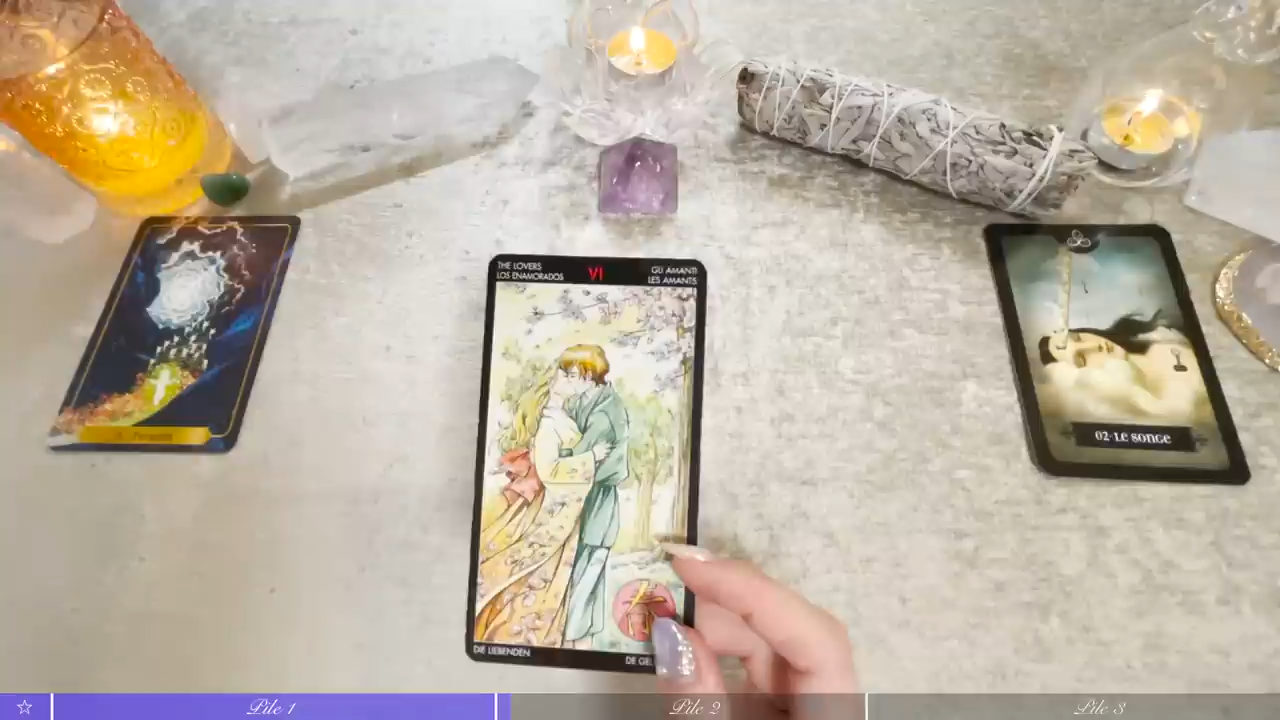 THE LOVERS
LOS ENAMORADOS
VI
GLI AMANTI
LES AMANTS
DIE LIEBENDEN
02·Le Songe
☆
Pile 1
Pile 2
Pile 3